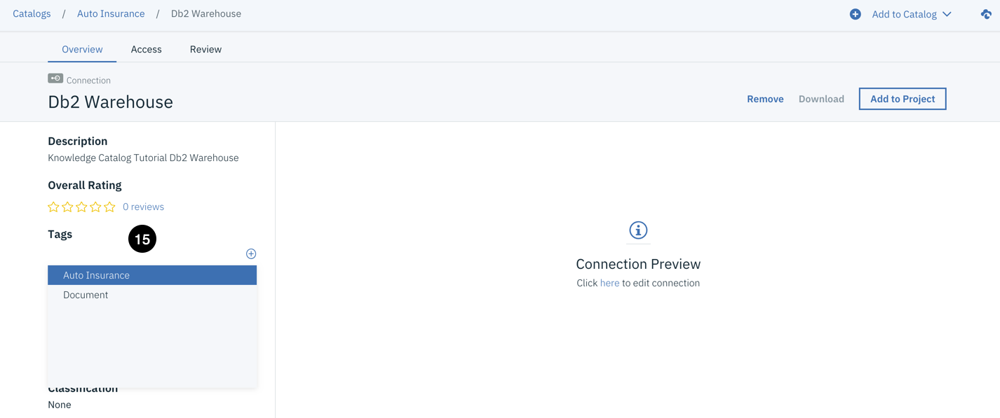 Catalogs / Auto Insurance / Db2 Warehouse
Add to Catalog
Overview Access Review
Connection
Db2 Warehouse
Remove Download Add to Project
Description
Knowledge Catalog Tutorial Db2 Warehouse
Overall Rating
0 reviews
Tags
15
Auto Insurance
Document
Classification
None
Connection Preview
Click here to edit connection